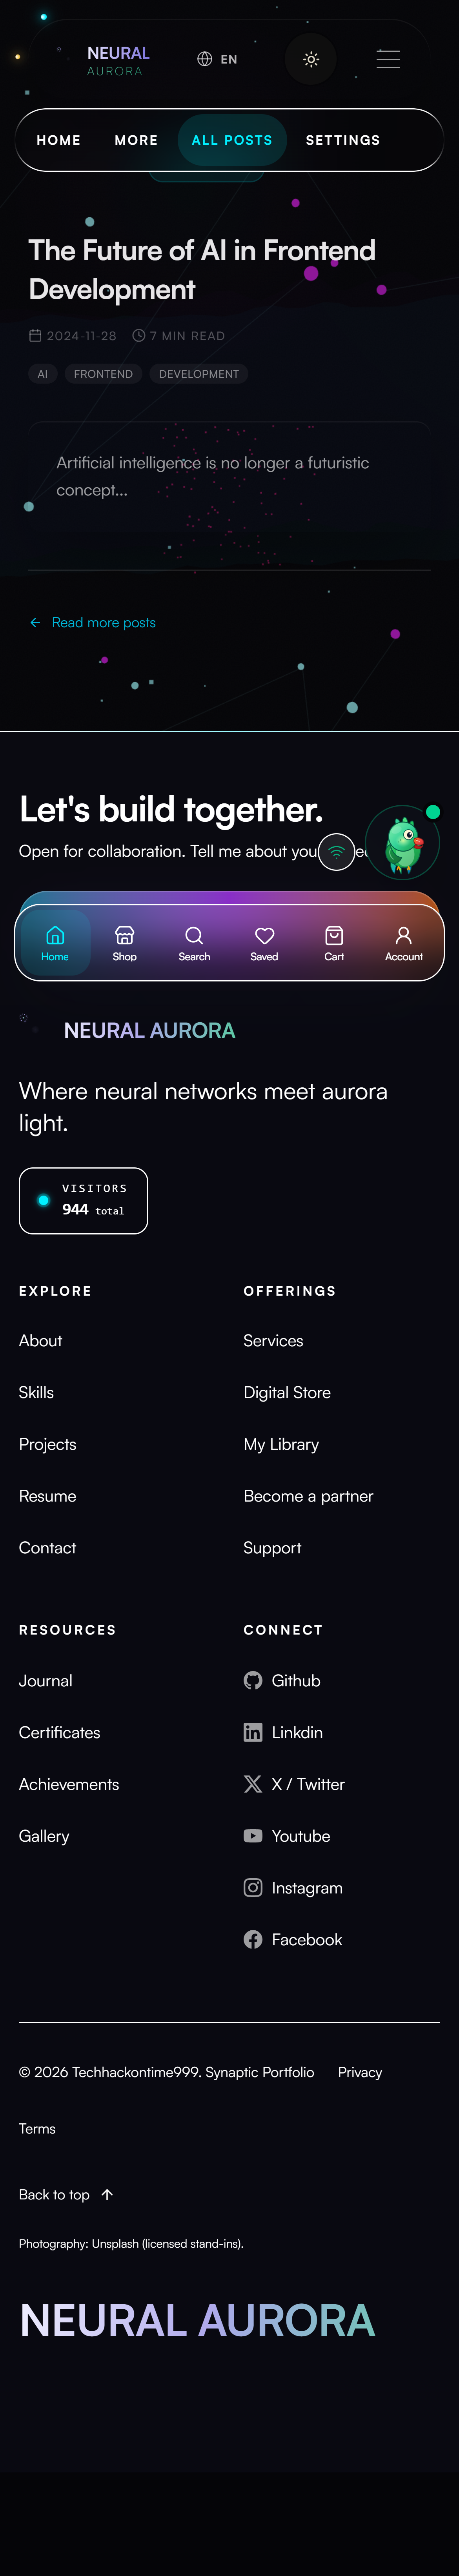 NEURAL
AURORA
EN
HOME MORE ALL POSTS SETTINGS
The Future of AI in Frontend
Development
2024-11-28 7 MIN READ
AI FRONTEND DEVELOPMENT
Artificial intelligence is no longer a futuristic
concept...
Read more posts
Let's build together.
Open for collaboration. Tell me about you
Home Shop Search Saved Cart Account
NEURAL AURORA
Where neural networks meet aurora
light.
VISITORS
944 total
EXPLORE
About
Skills
Projects
Resume
Contact
OFFERINGS
Services
Digital Store
My Library
Become a partner
Support
RESOURCES
Journal
Certificates
Achievements
Gallery
CONNECT
Github
Linkdin
X / Twitter
Youtube
Instagram
Facebook
© 2026 Techhackontime999. Synaptic Portfolio Privacy
Terms
Back to top
Photography: Unsplash (licensed stand-ins).
NEURAL AURORA